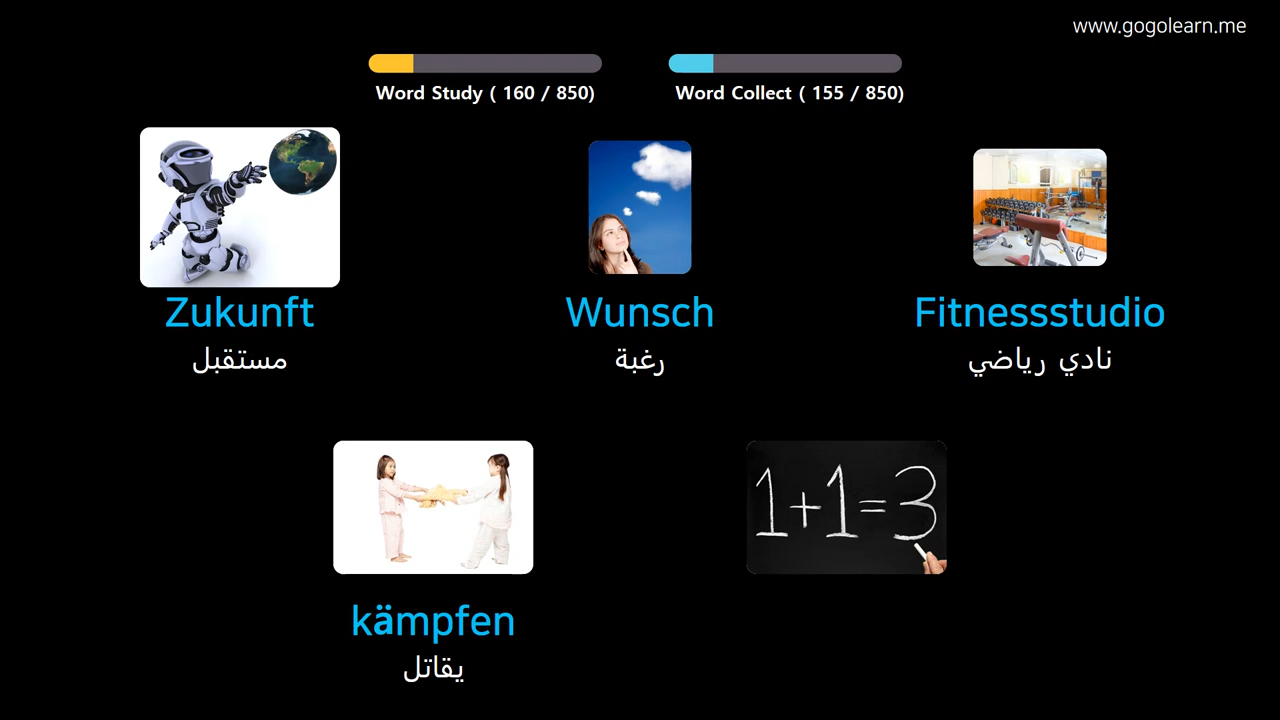 www.gogolearn.me
Word Study ( 160 / 850)
Word Collect ( 155 / 850)
Zukunft
مستقبل
Wunsch
رغبة
Fitnessstudio
نادي رياضي
1+1=3
kämpfen
يقاتل